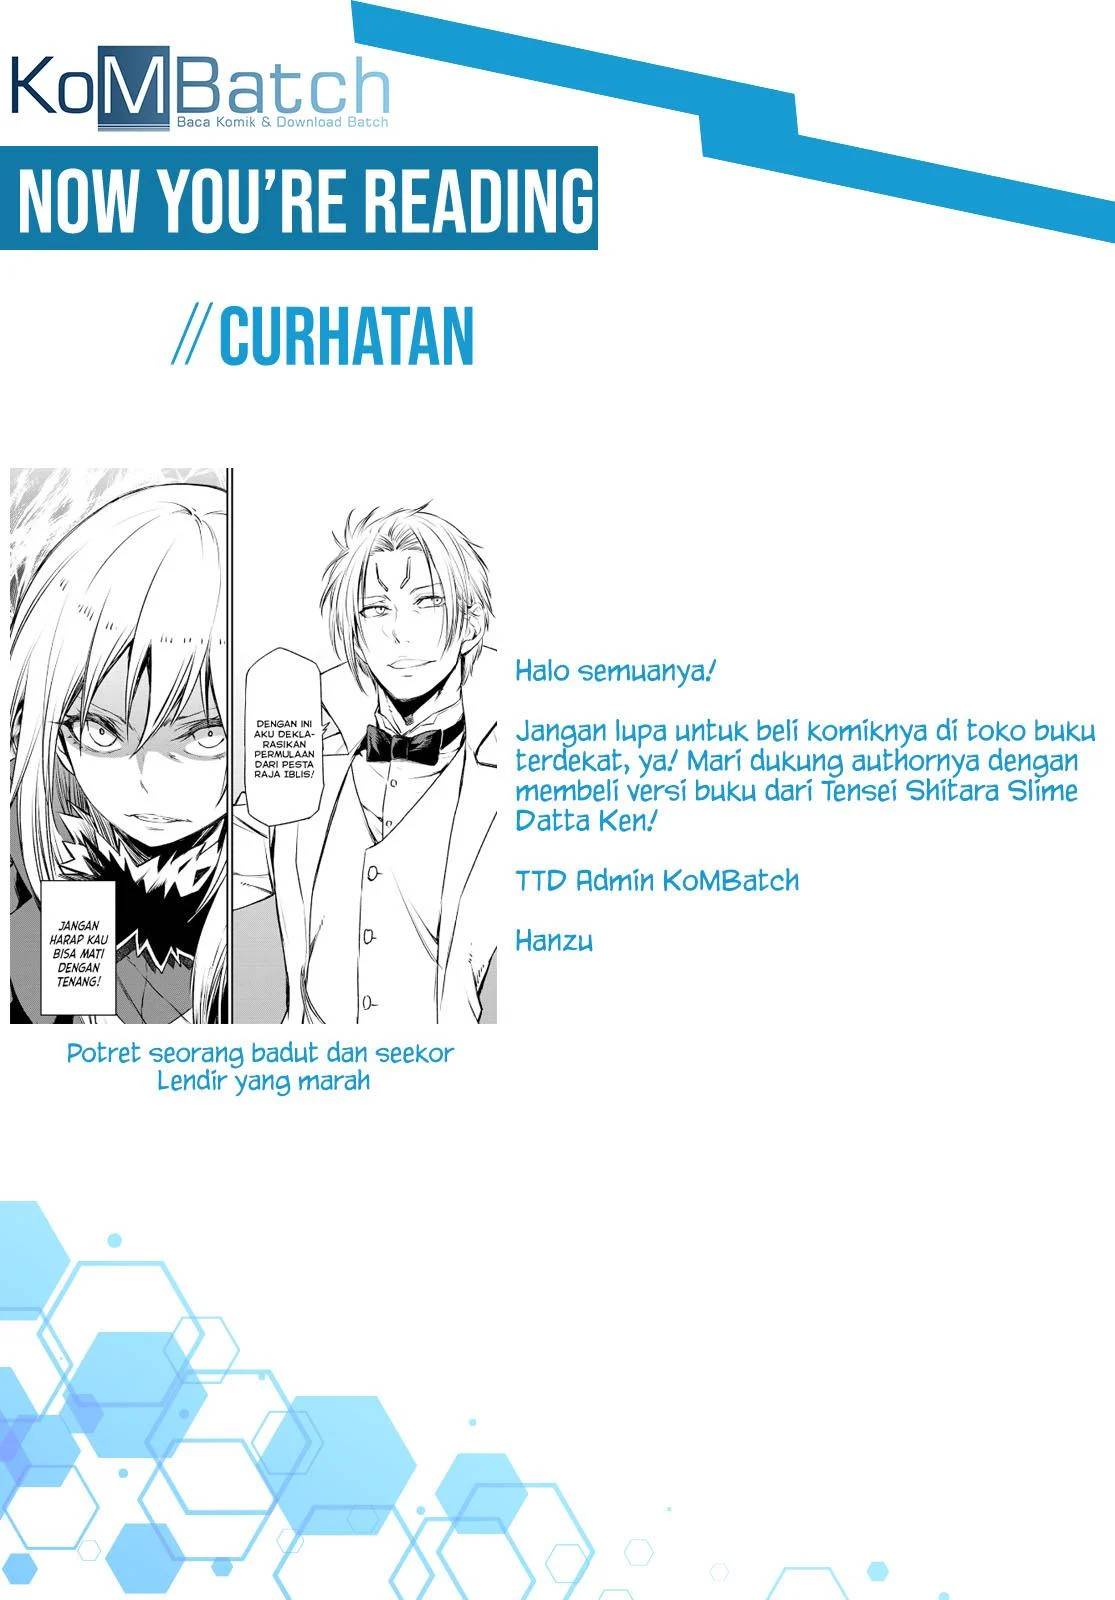 KoMBatch
Baca Komik & Download Batch
NOW YOU'RE READING
// CURHATAN
DENGAN INI
AKU DEKLA-
RASIKAN
PERMULAAN
DARI PESTA
RAJA IBLIS!
JANGAN
HARAP KAU
BISA MATI
DENGAN
TENANG!
Potret seorang badut dan seekor
Lendir yang marah
Halo semuanya!
Jangan lupa untuk beli komiknya di toko buku
terdekat, ya! Mari dukung authornya dengan
membeli versi buku dari Tensei Shitara Slime
Datta Ken!
TTD Admin KoMBatch
Hanzu